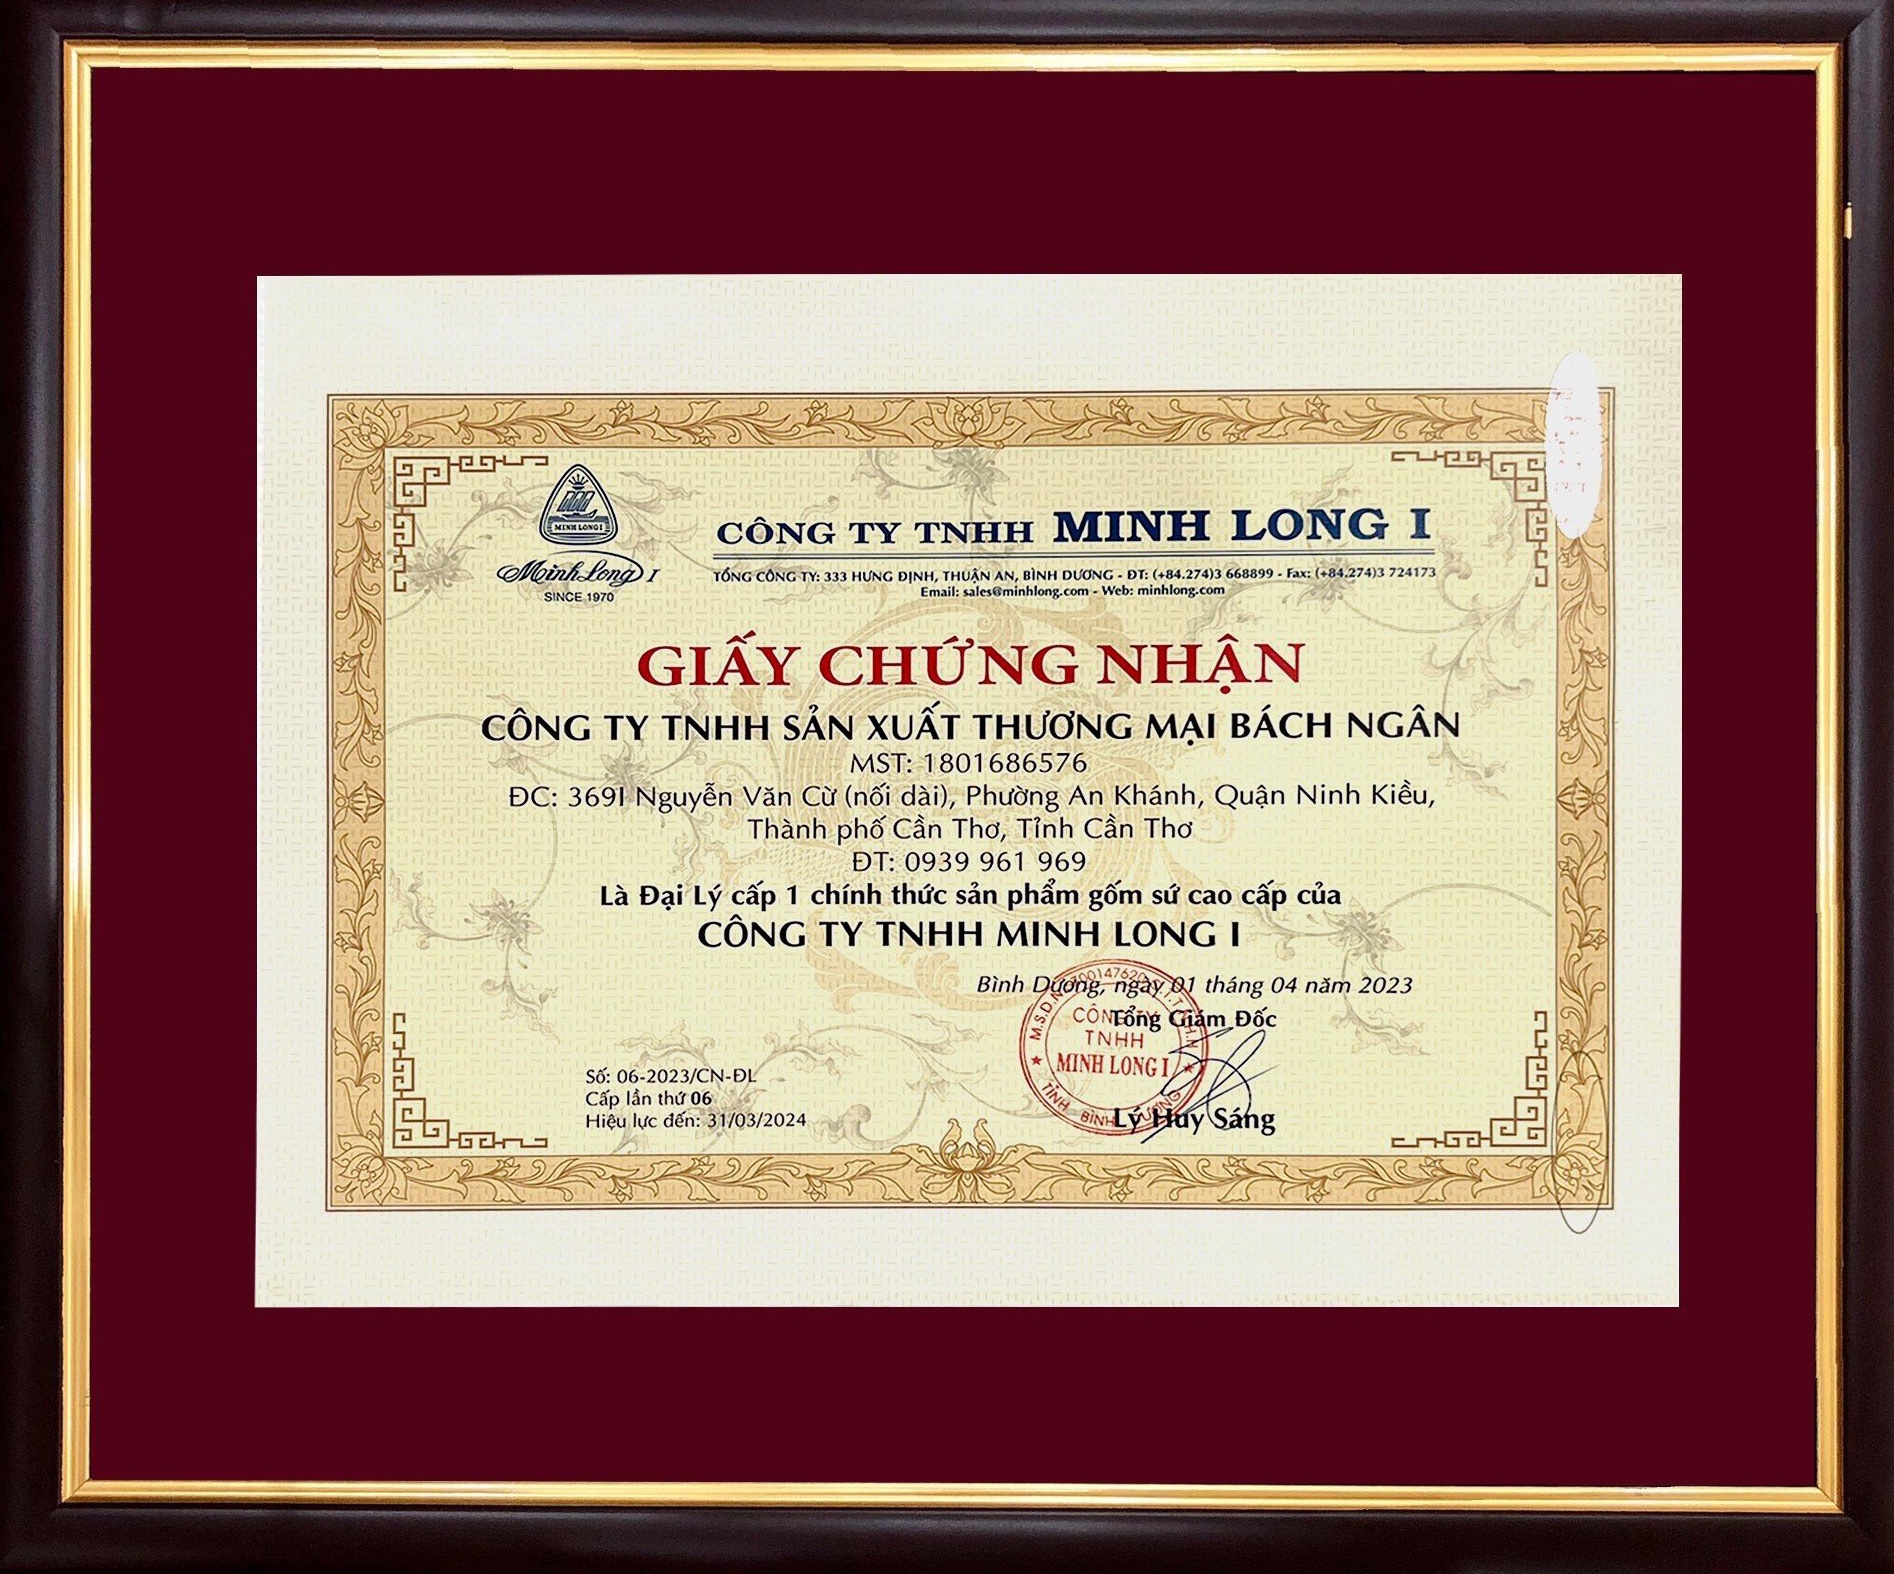 MINH LONG I
Minh Long I
SINCE 1970
CÔNG TY TNHH MINH LONG I
TỔNG CÔNG TY: 333 HƯNG ĐỊNH, THUẬN AN, BÌNH DƯƠNG - ĐT: (+84.274)3 668899 - Fax: (+84.274)3 724173
Email: sales@minhlong.com - Web: minhlong.com
GIẤY CHỨNG NHẬN
CÔNG TY TNHH SẢN XUẤT THƯƠNG MẠI BÁCH NGÂN
MST: 1801686576
ĐC: 369I Nguyễn Văn Cừ (nối dài), Phường An Khánh, Quận Ninh Kiều,
Thành phố Cần Thơ, Tỉnh Cần Thơ
ĐT: 0939 961 969
Là Đại Lý cấp 1 chính thức sản phẩm gốm sứ cao cấp của
CÔNG TY TNHH MINH LONG I
Bình Dương, ngày 01 tháng 04 năm 2023
Tổng Giám Đốc
CÔNG TY
TNHH
MINH LONG I
TỈNH BÌNH DƯƠNG
Lý Huy Sáng
Số: 06-2023/CN-ĐL
Cấp lần thứ 06
Hiệu lực đến: 31/03/2024